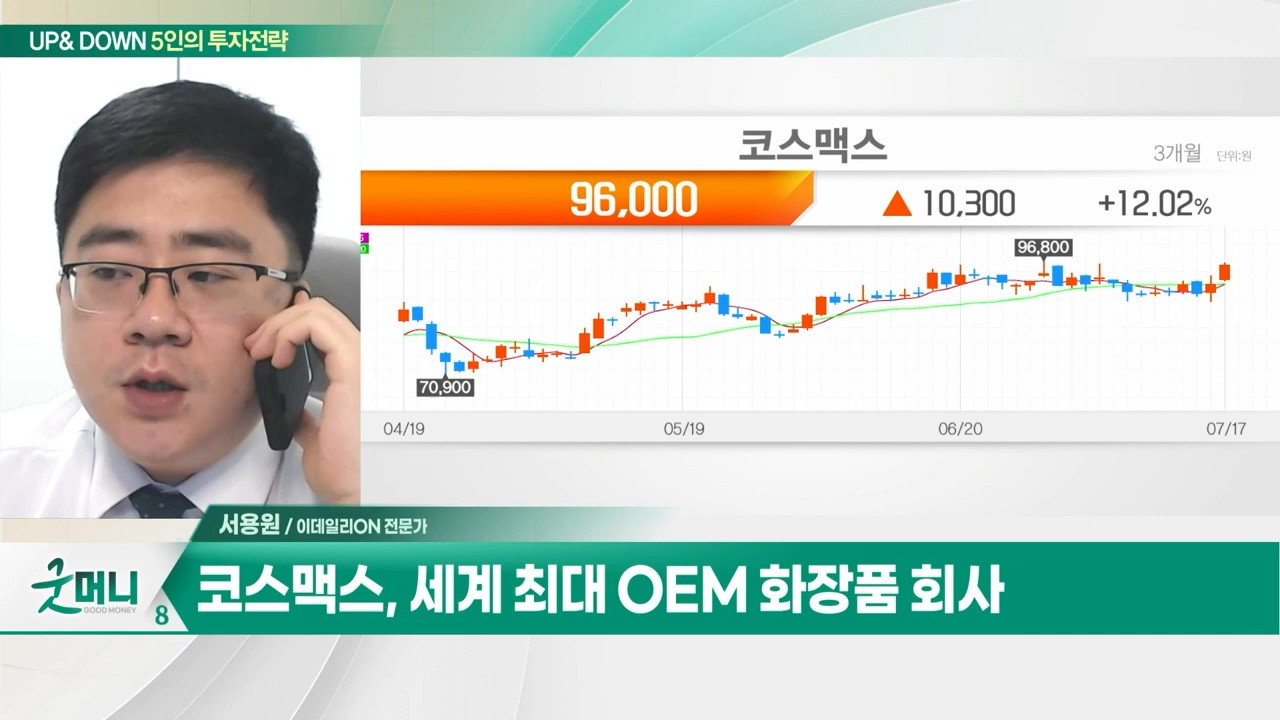 UP& DOWN 5인의 투자전략
코스맥스
3개월 단위:원
96,000 ▲ 10,300 +12.02%
96,800
70,900
04/19 05/19 06/20 07/17
서용원 / 이데일리ON 전문가
굿머니
GOOD MONEY
8
코스맥스, 세계 최대 OEM 화장품 회사